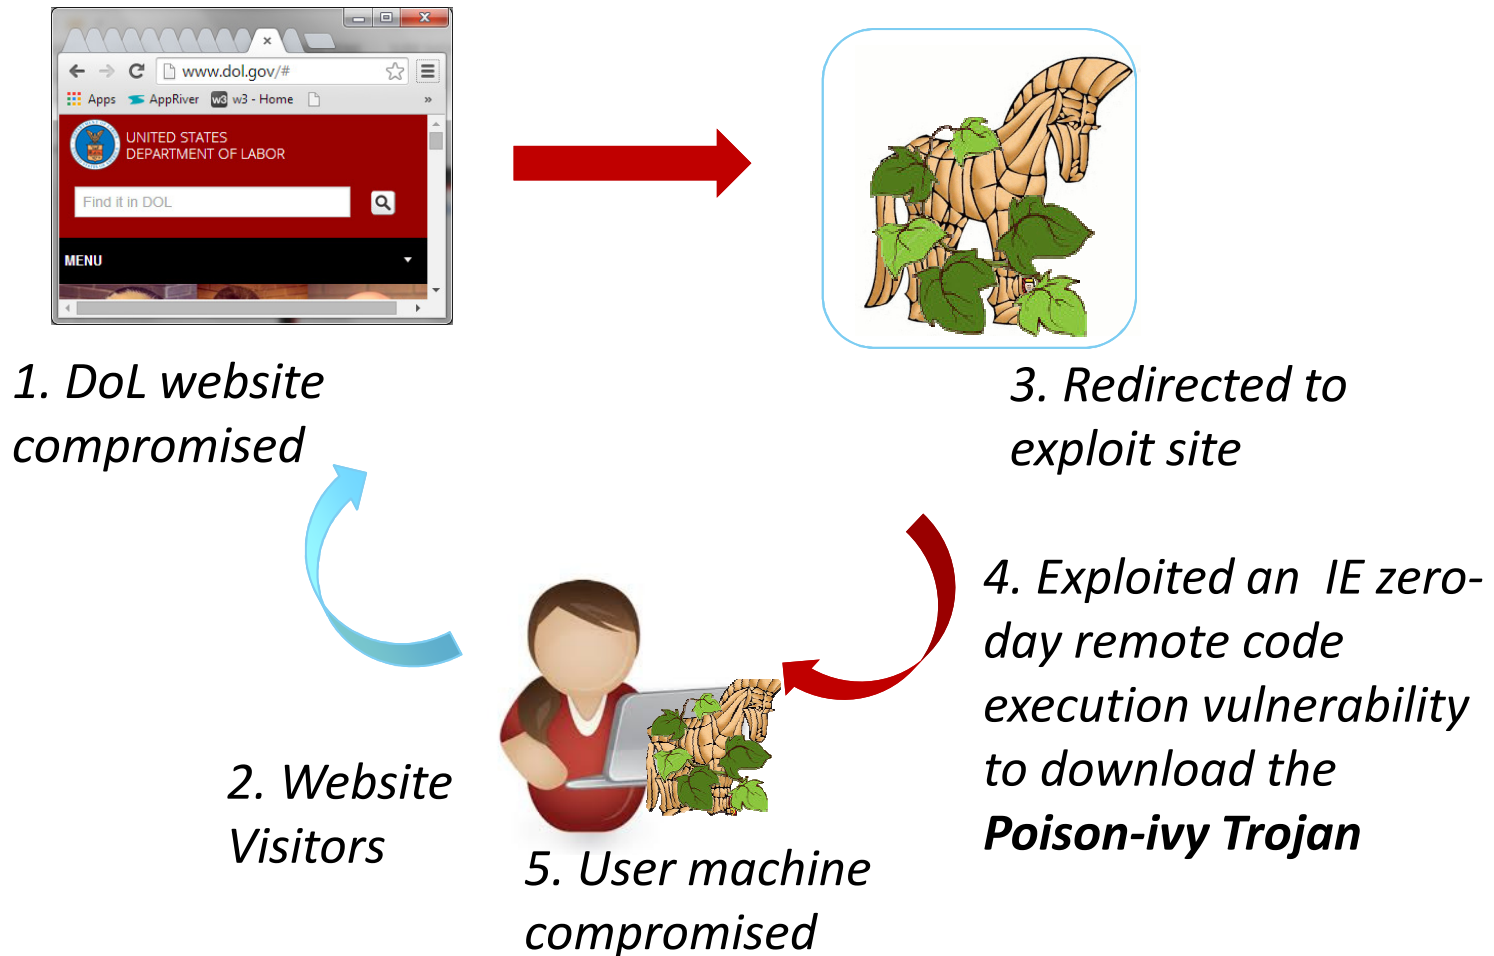 www.dol.gov/#
Apps AppRiver w3 w3 - Home »
UNITED STATES
DEPARTMENT OF LABOR
Find it in DOL
MENU
1. DoL website
compromised
3. Redirected to
exploit site
4. Exploited an IE zero-
day remote code
execution vulnerability
to download the
Poison-ivy Trojan
2. Website
Visitors
5. User machine
compromised